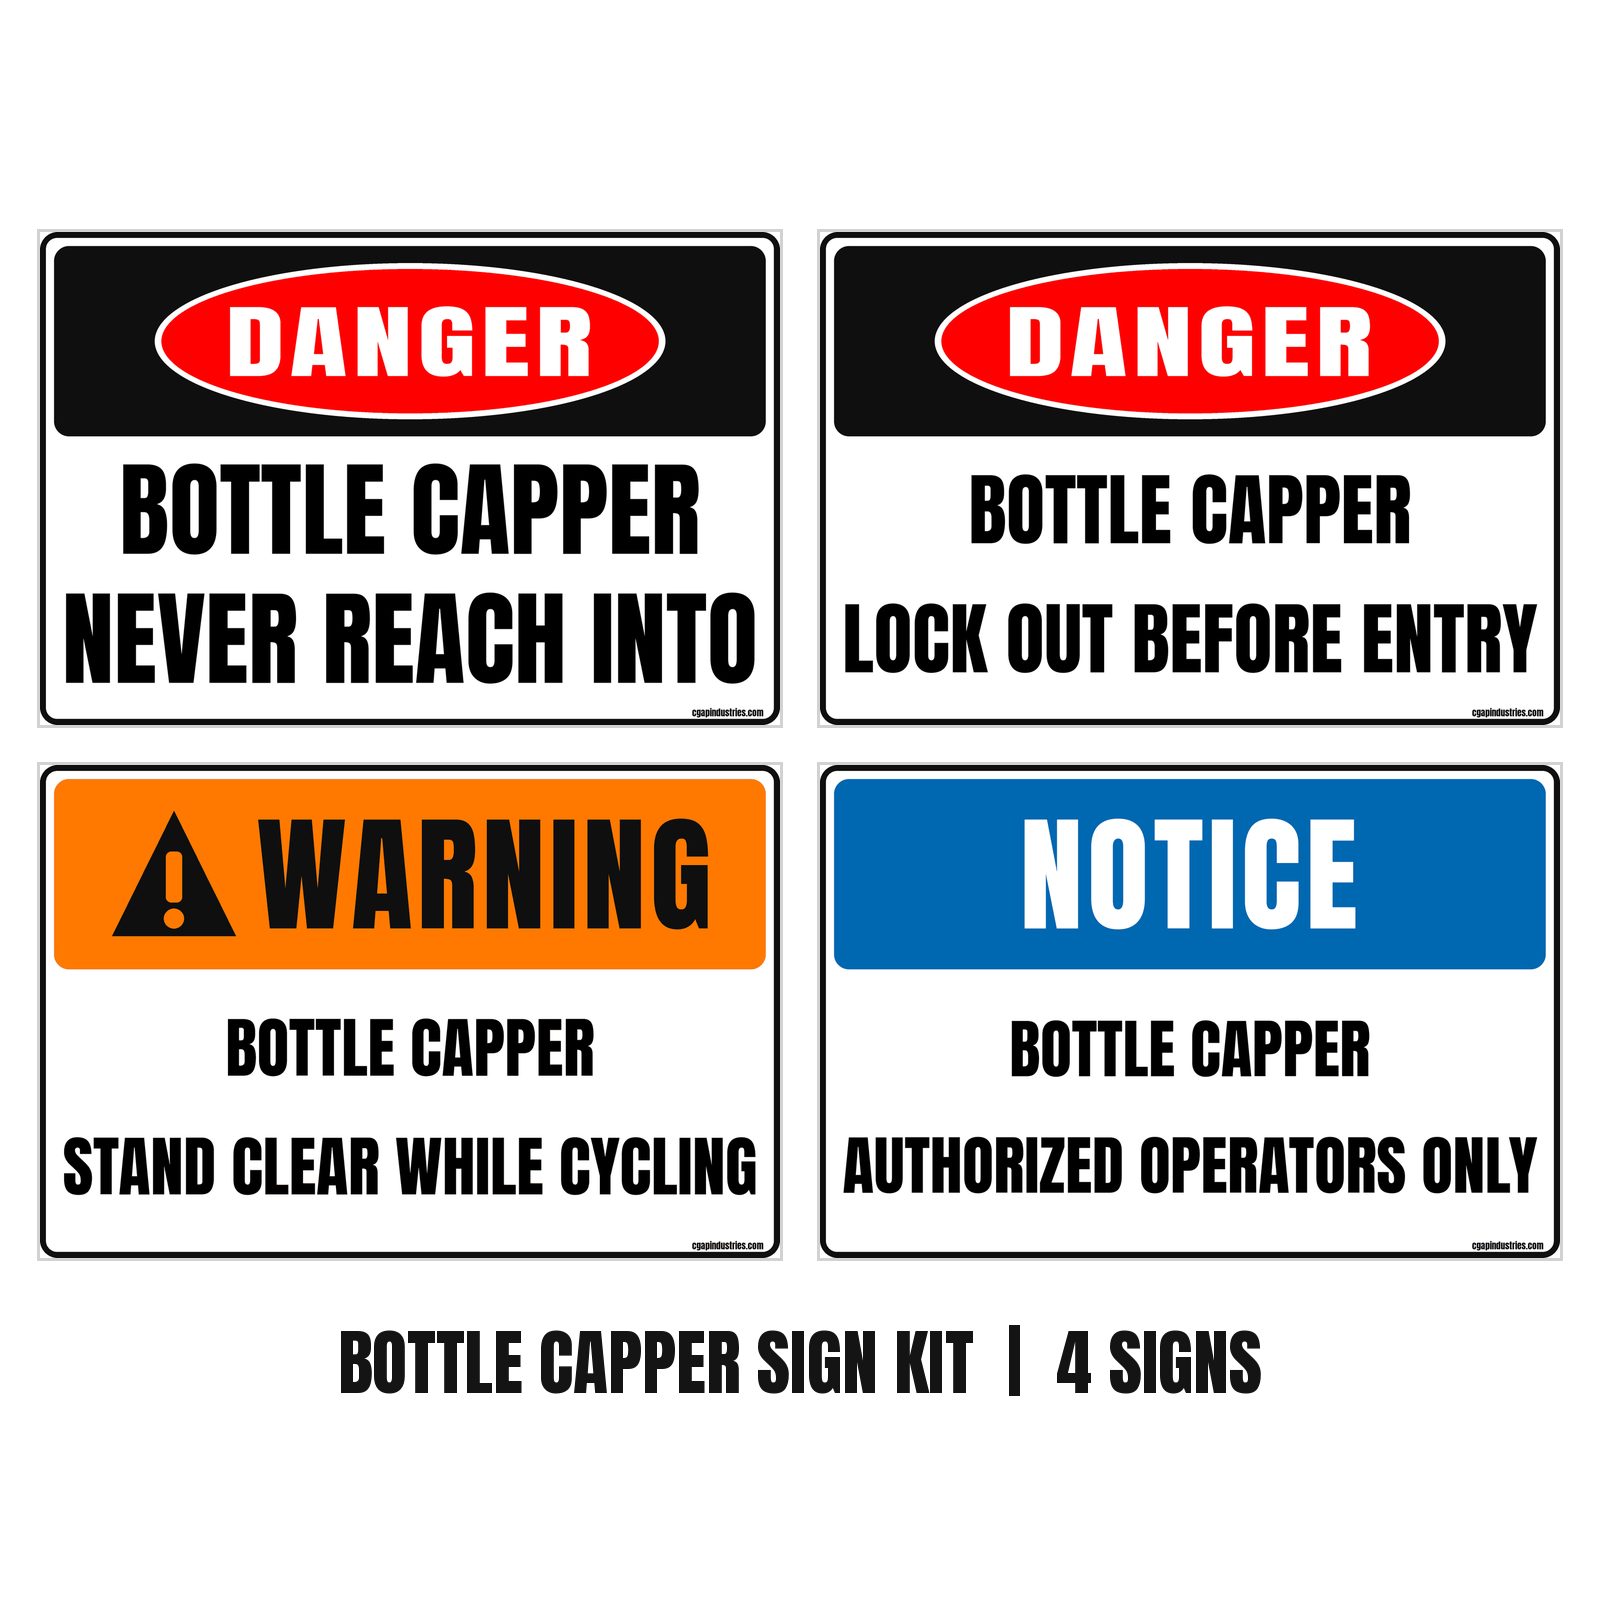 DANGER
BOTTLE CAPPER
NEVER REACH INTO
cgapindustries.com
DANGER
BOTTLE CAPPER
LOCK OUT BEFORE ENTRY
cgapindustries.com
WARNING
BOTTLE CAPPER
STAND CLEAR WHILE CYCLING
cgapindustries.com
NOTICE
BOTTLE CAPPER
AUTHORIZED OPERATORS ONLY
cgapindustries.com
BOTTLE CAPPER SIGN KIT | 4 SIGNS